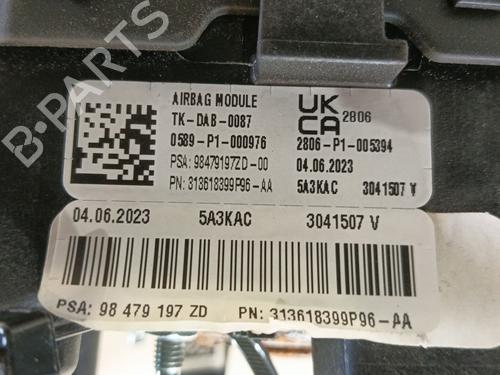 B-PARTS
AIRBAG MODULE
TK-DAB-0087
0589-P1-000976
PSA: 98479197ZD-00
PN: 313618399P96-AA
UK
CA 2806
2806-P1-005394
04.06.2023
5A3KAC 3041507 V
04.06.2023 5A3KAC 3041507 V
PSA: 98 479 197 ZD PN: 313618399P96-AA